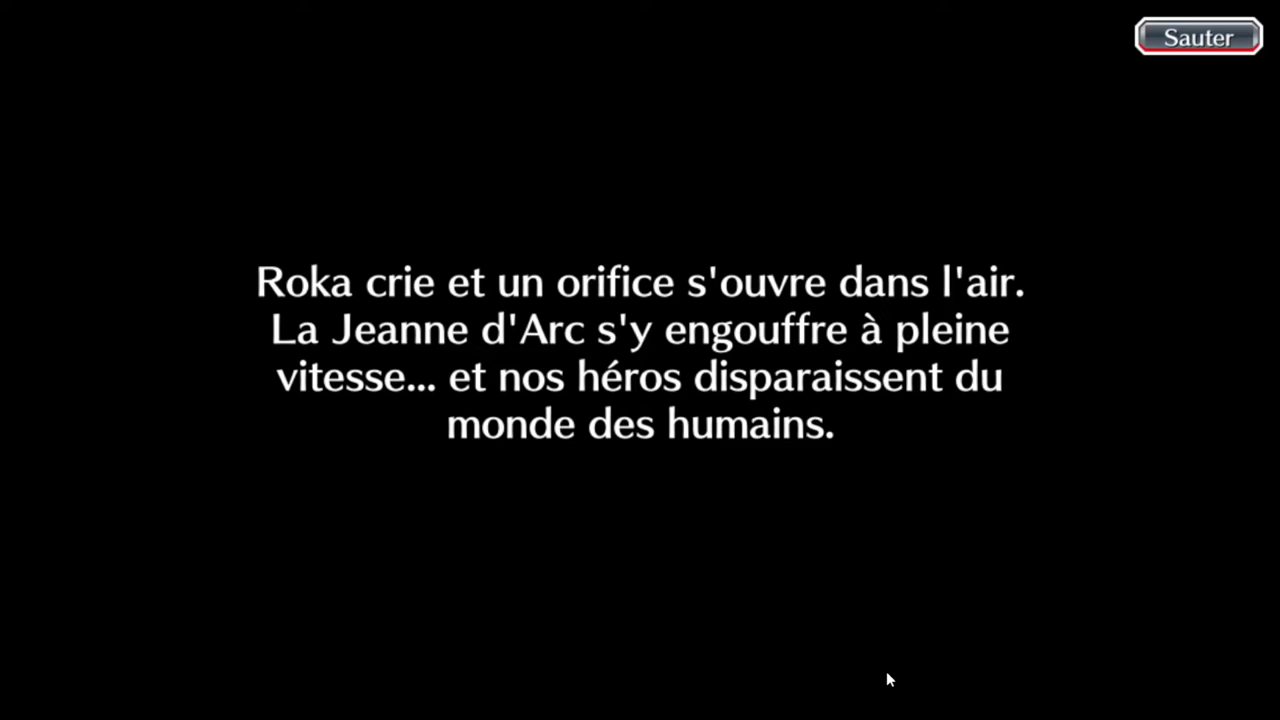 Sauter
Roka crie et un orifice s'ouvre dans l'air.
La Jeanne d'Arc s'y engouffre à pleine
vitesse... et nos héros disparaissent du
monde des humains.